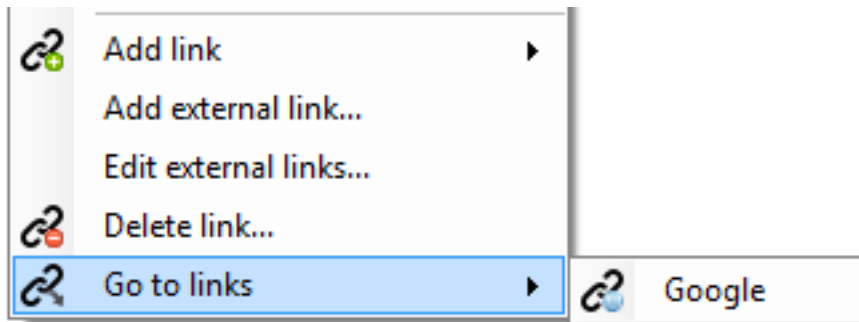 Add link
Add external link...
Edit external links...
Delete link...
Go to links
Google